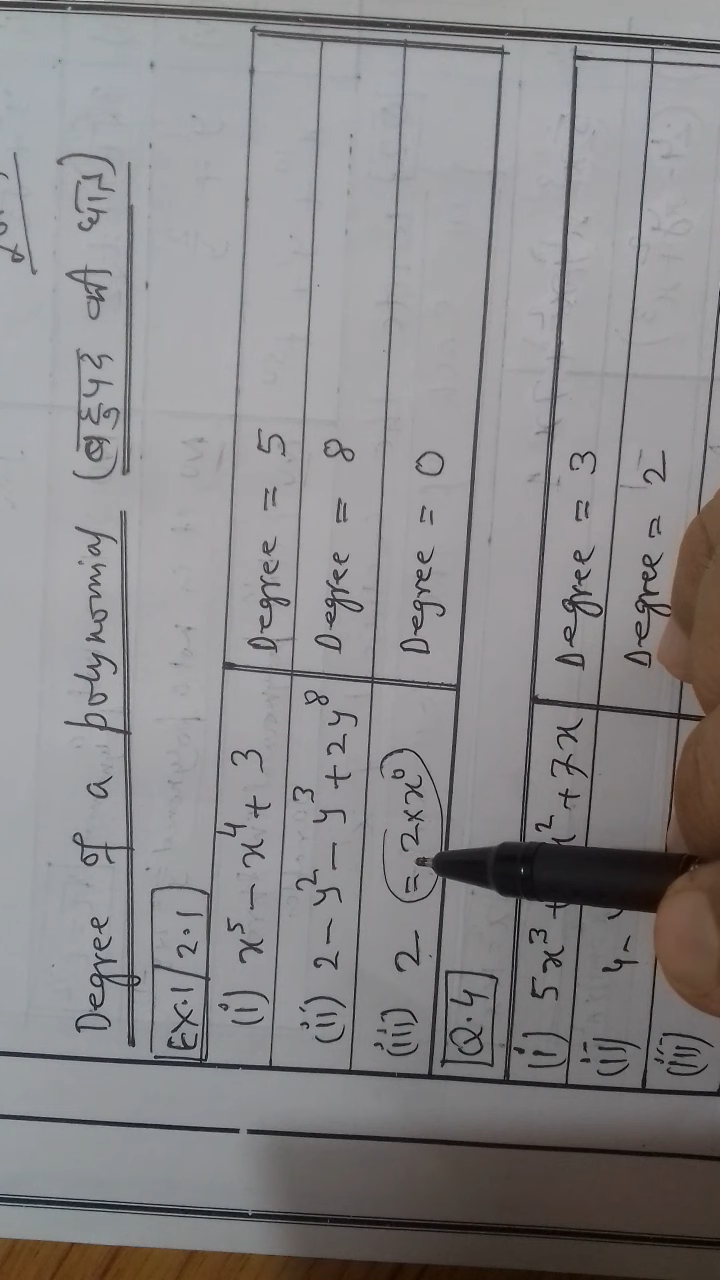 Degree of a polynomial (बहुपद की घात)
EX.1/2.1
(i) x⁵ - x⁴ + 3 Degree = 5
(ii) 2 - y² - y³ + 2y⁸ Degree = 8
(iii) 2 (= 2 × x⁰) Degree = 0
Q.4
(i) 5x³ + x² + 7x Degree = 3
(ii) 4 - Degree = 2
(iii)